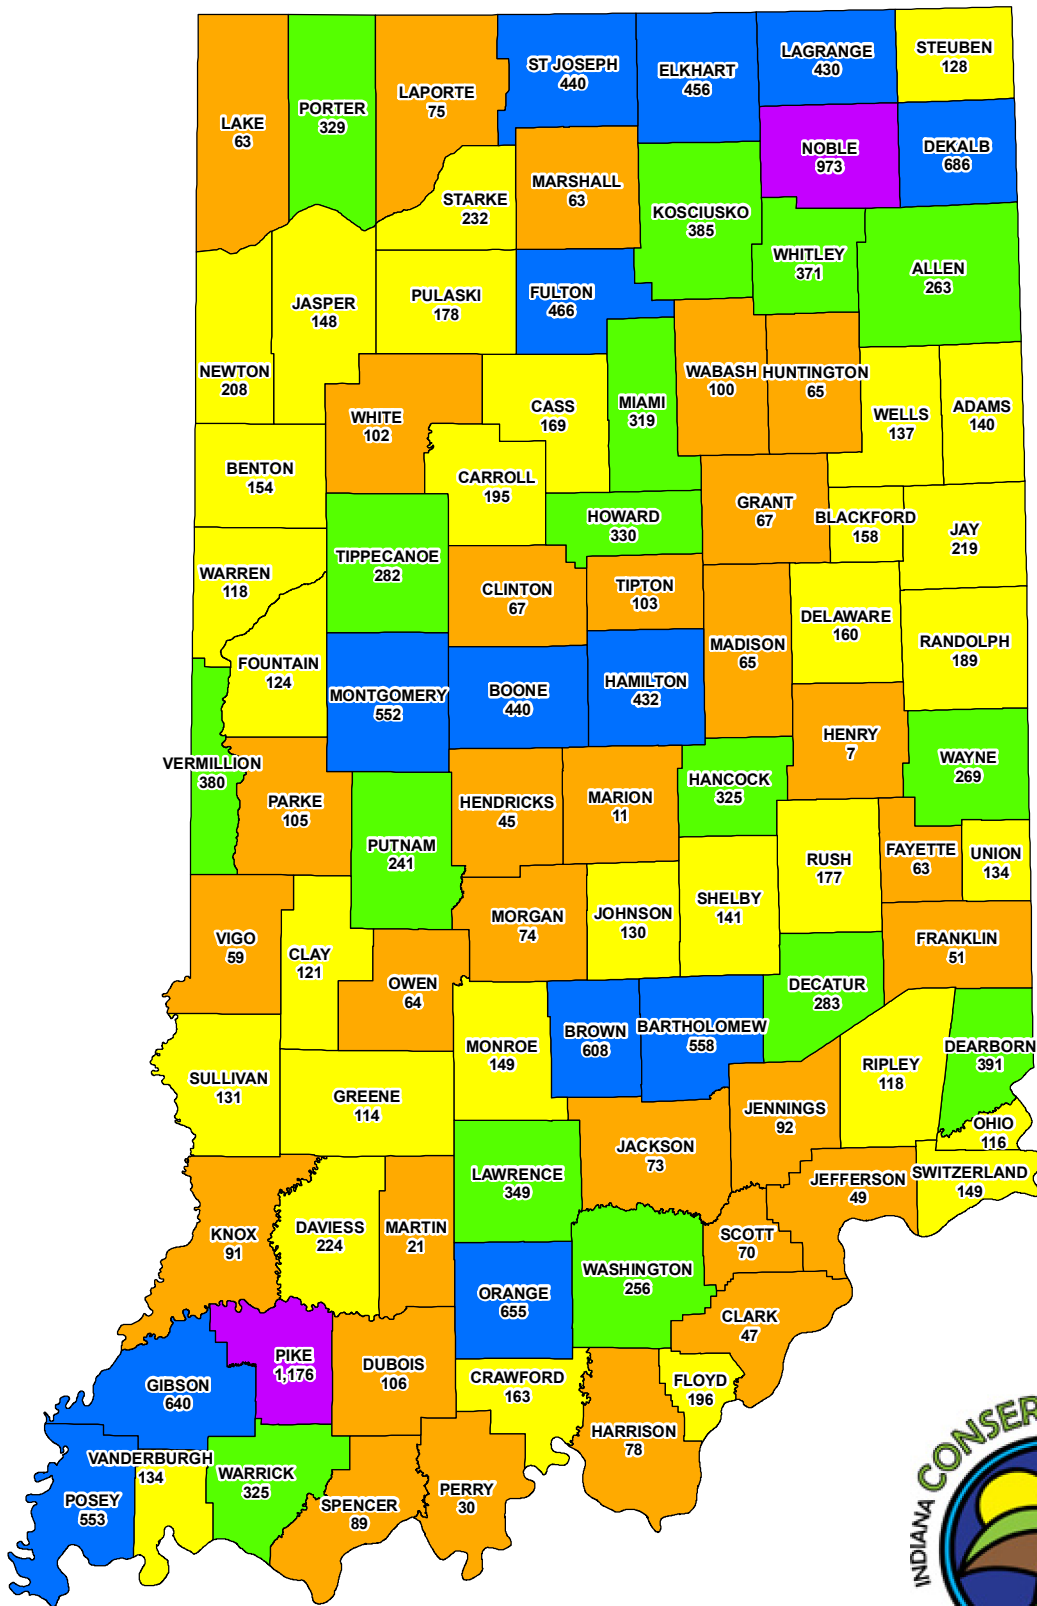 STEUBEN
128
LAGRANGE
430
ST JOSEPH
440
ELKHART
456
LAPORTE
75
PORTER
329
LAKE
63
NOBLE
973
DEKALB
686
MARSHALL
63
STARKE
232
KOSCIUSKO
385
WHITLEY
371
ALLEN
263
JASPER
148
PULASKI
178
FULTON
466
NEWTON
208
WABASH
100
HUNTINGTON
65
WHITE
102
CASS
169
MIAMI
319
WELLS
137
ADAMS
140
BENTON
154
CARROLL
195
GRANT
67
BLACKFORD
158
JAY
219
HOWARD
330
TIPPECANOE
282
WARREN
118
CLINTON
67
TIPTON
103
DELAWARE
160
RANDOLPH
189
MADISON
65
FOUNTAIN
124
MONTGOMERY
552
BOONE
440
HAMILTON
432
HENRY
7
WAYNE
269
VERMILLION
380
PARKE
105
HENDRICKS
45
MARION
11
HANCOCK
325
PUTNAM
241
RUSH
177
FAYETTE
63
UNION
134
SHELBY
141
MORGAN
74
JOHNSON
130
VIGO
59
CLAY
121
OWEN
64
FRANKLIN
51
DECATUR
283
BROWN
608
BARTHOLOMEW
558
MONROE
149
DEARBORN
391
RIPLEY
118
SULLIVAN
131
GREENE
114
JENNINGS
92
OHIO
116
JACKSON
73
LAWRENCE
349
JEFFERSON
49
SWITZERLAND
149
KNOX
91
DAVIESS
224
MARTIN
21
SCOTT
70
WASHINGTON
256
ORANGE
655
CLARK
47
PIKE
1,176
DUBOIS
106
CRAWFORD
163
FLOYD
196
GIBSON
640
HARRISON
78
VANDERBURGH
134
WARRICK
325
POSEY
553
SPENCER
89
PERRY
30
INDIANA CONSER